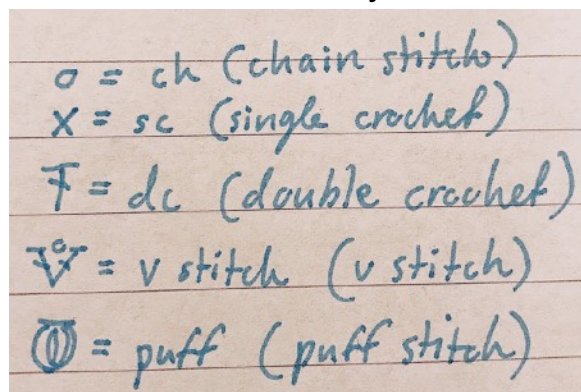 o = ch (chain stitch)
x = sc (single crochet)
= dc (double crochet)
= v stitch (v stitch)
= puff (puff stitch)